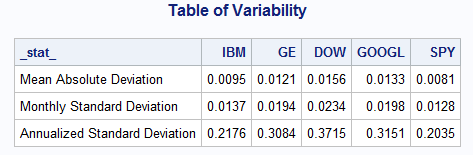 Table of Variability
_stat_ IBM GE DOW GOOGL SPY
Mean Absolute Deviation 0.0095 0.0121 0.0156 0.0133 0.0081
Monthly Standard Deviation 0.0137 0.0194 0.0234 0.0198 0.0128
Annualized Standard Deviation 0.2176 0.3084 0.3715 0.3151 0.2035